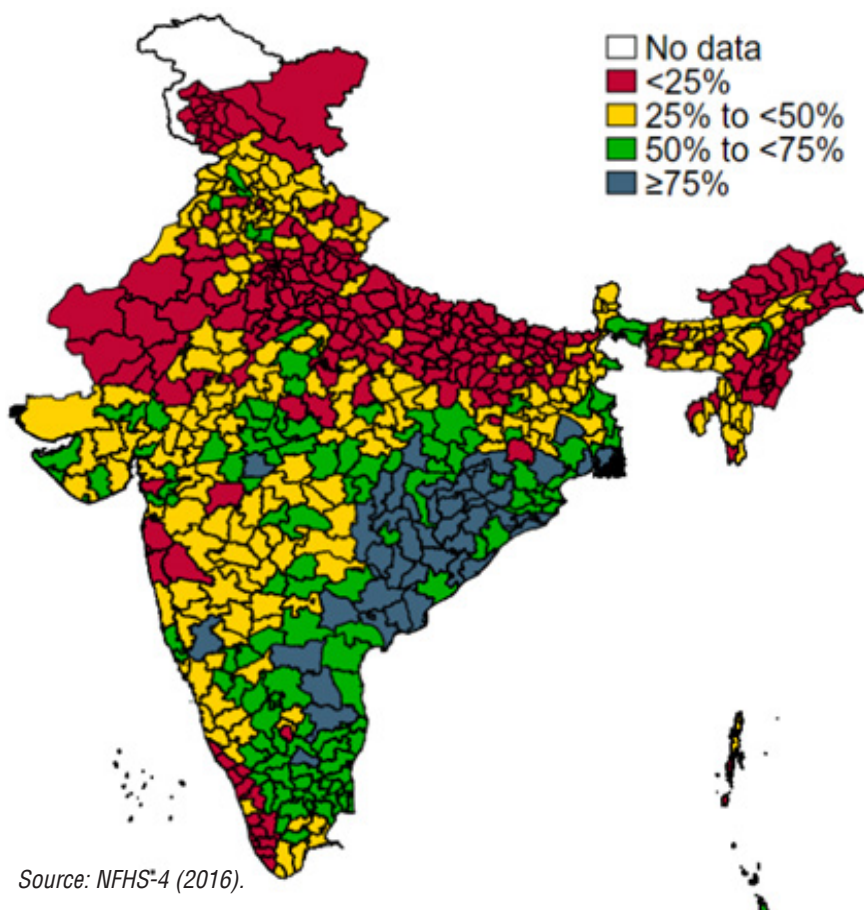 No data
<25%
25% to <50%
50% to <75%
≥75%
Source: NFHS-4 (2016).